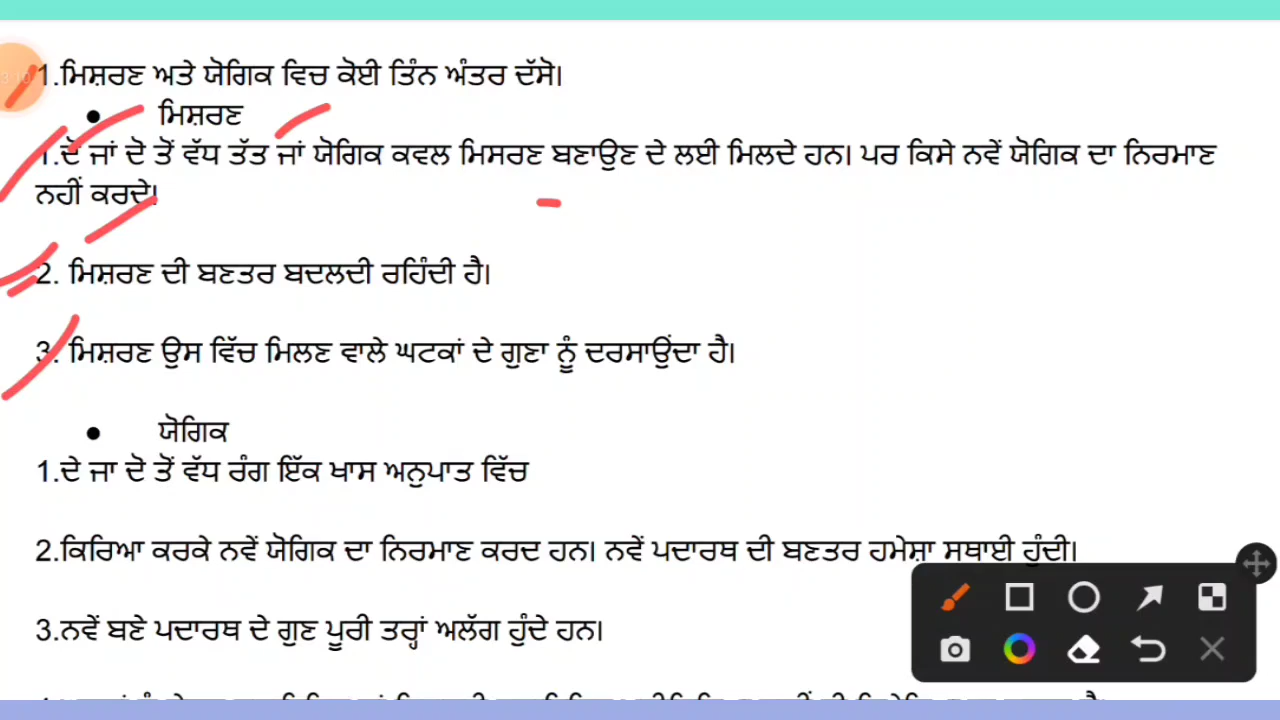 1.ਮਿਸ਼ਰਣ ਅਤੇ ਯੋਗਿਕ ਵਿਚ ਕੋਈ ਤਿੰਨ ਅੰਤਰ ਦੱਸੋ।
● ਮਿਸ਼ਰਣ
1.ਦੋ ਜਾਂ ਦੋ ਤੋਂ ਵੱਧ ਤੱਤ ਜਾਂ ਯੋਗਿਕ ਕਵਲ ਮਿਸਰਣ ਬਣਾਉਣ ਦੇ ਲਈ ਮਿਲਦੇ ਹਨ। ਪਰ ਕਿਸੇ ਨਵੇਂ ਯੋਗਿਕ ਦਾ ਨਿਰਮਾਣ
ਨਹੀਂ ਕਰਦੇ।
2. ਮਿਸ਼ਰਣ ਦੀ ਬਣਤਰ ਬਦਲਦੀ ਰਹਿੰਦੀ ਹੈ।
3. ਮਿਸ਼ਰਣ ਉਸ ਵਿੱਚ ਮਿਲਣ ਵਾਲੇ ਘਟਕਾਂ ਦੇ ਗੁਣਾ ਨੂੰ ਦਰਸਾਉਂਦਾ ਹੈ।
● ਯੋਗਿਕ
1.ਦੇ ਜਾ ਦੋ ਤੋਂ ਵੱਧ ਰੰਗ ਇੱਕ ਖਾਸ ਅਨੁਪਾਤ ਵਿੱਚ
2.ਕਿਰਿਆ ਕਰਕੇ ਨਵੇਂ ਯੋਗਿਕ ਦਾ ਨਿਰਮਾਣ ਕਰਦ ਹਨ। ਨਵੇਂ ਪਦਾਰਥ ਦੀ ਬਣਤਰ ਹਮੇਸ਼ਾ ਸਥਾਈ ਹੁੰਦੀ।
3.ਨਵੇਂ ਬਣੇ ਪਦਾਰਥ ਦੇ ਗੁਣ ਪੂਰੀ ਤਰ੍ਹਾਂ ਅਲੱਗ ਹੁੰਦੇ ਹਨ।